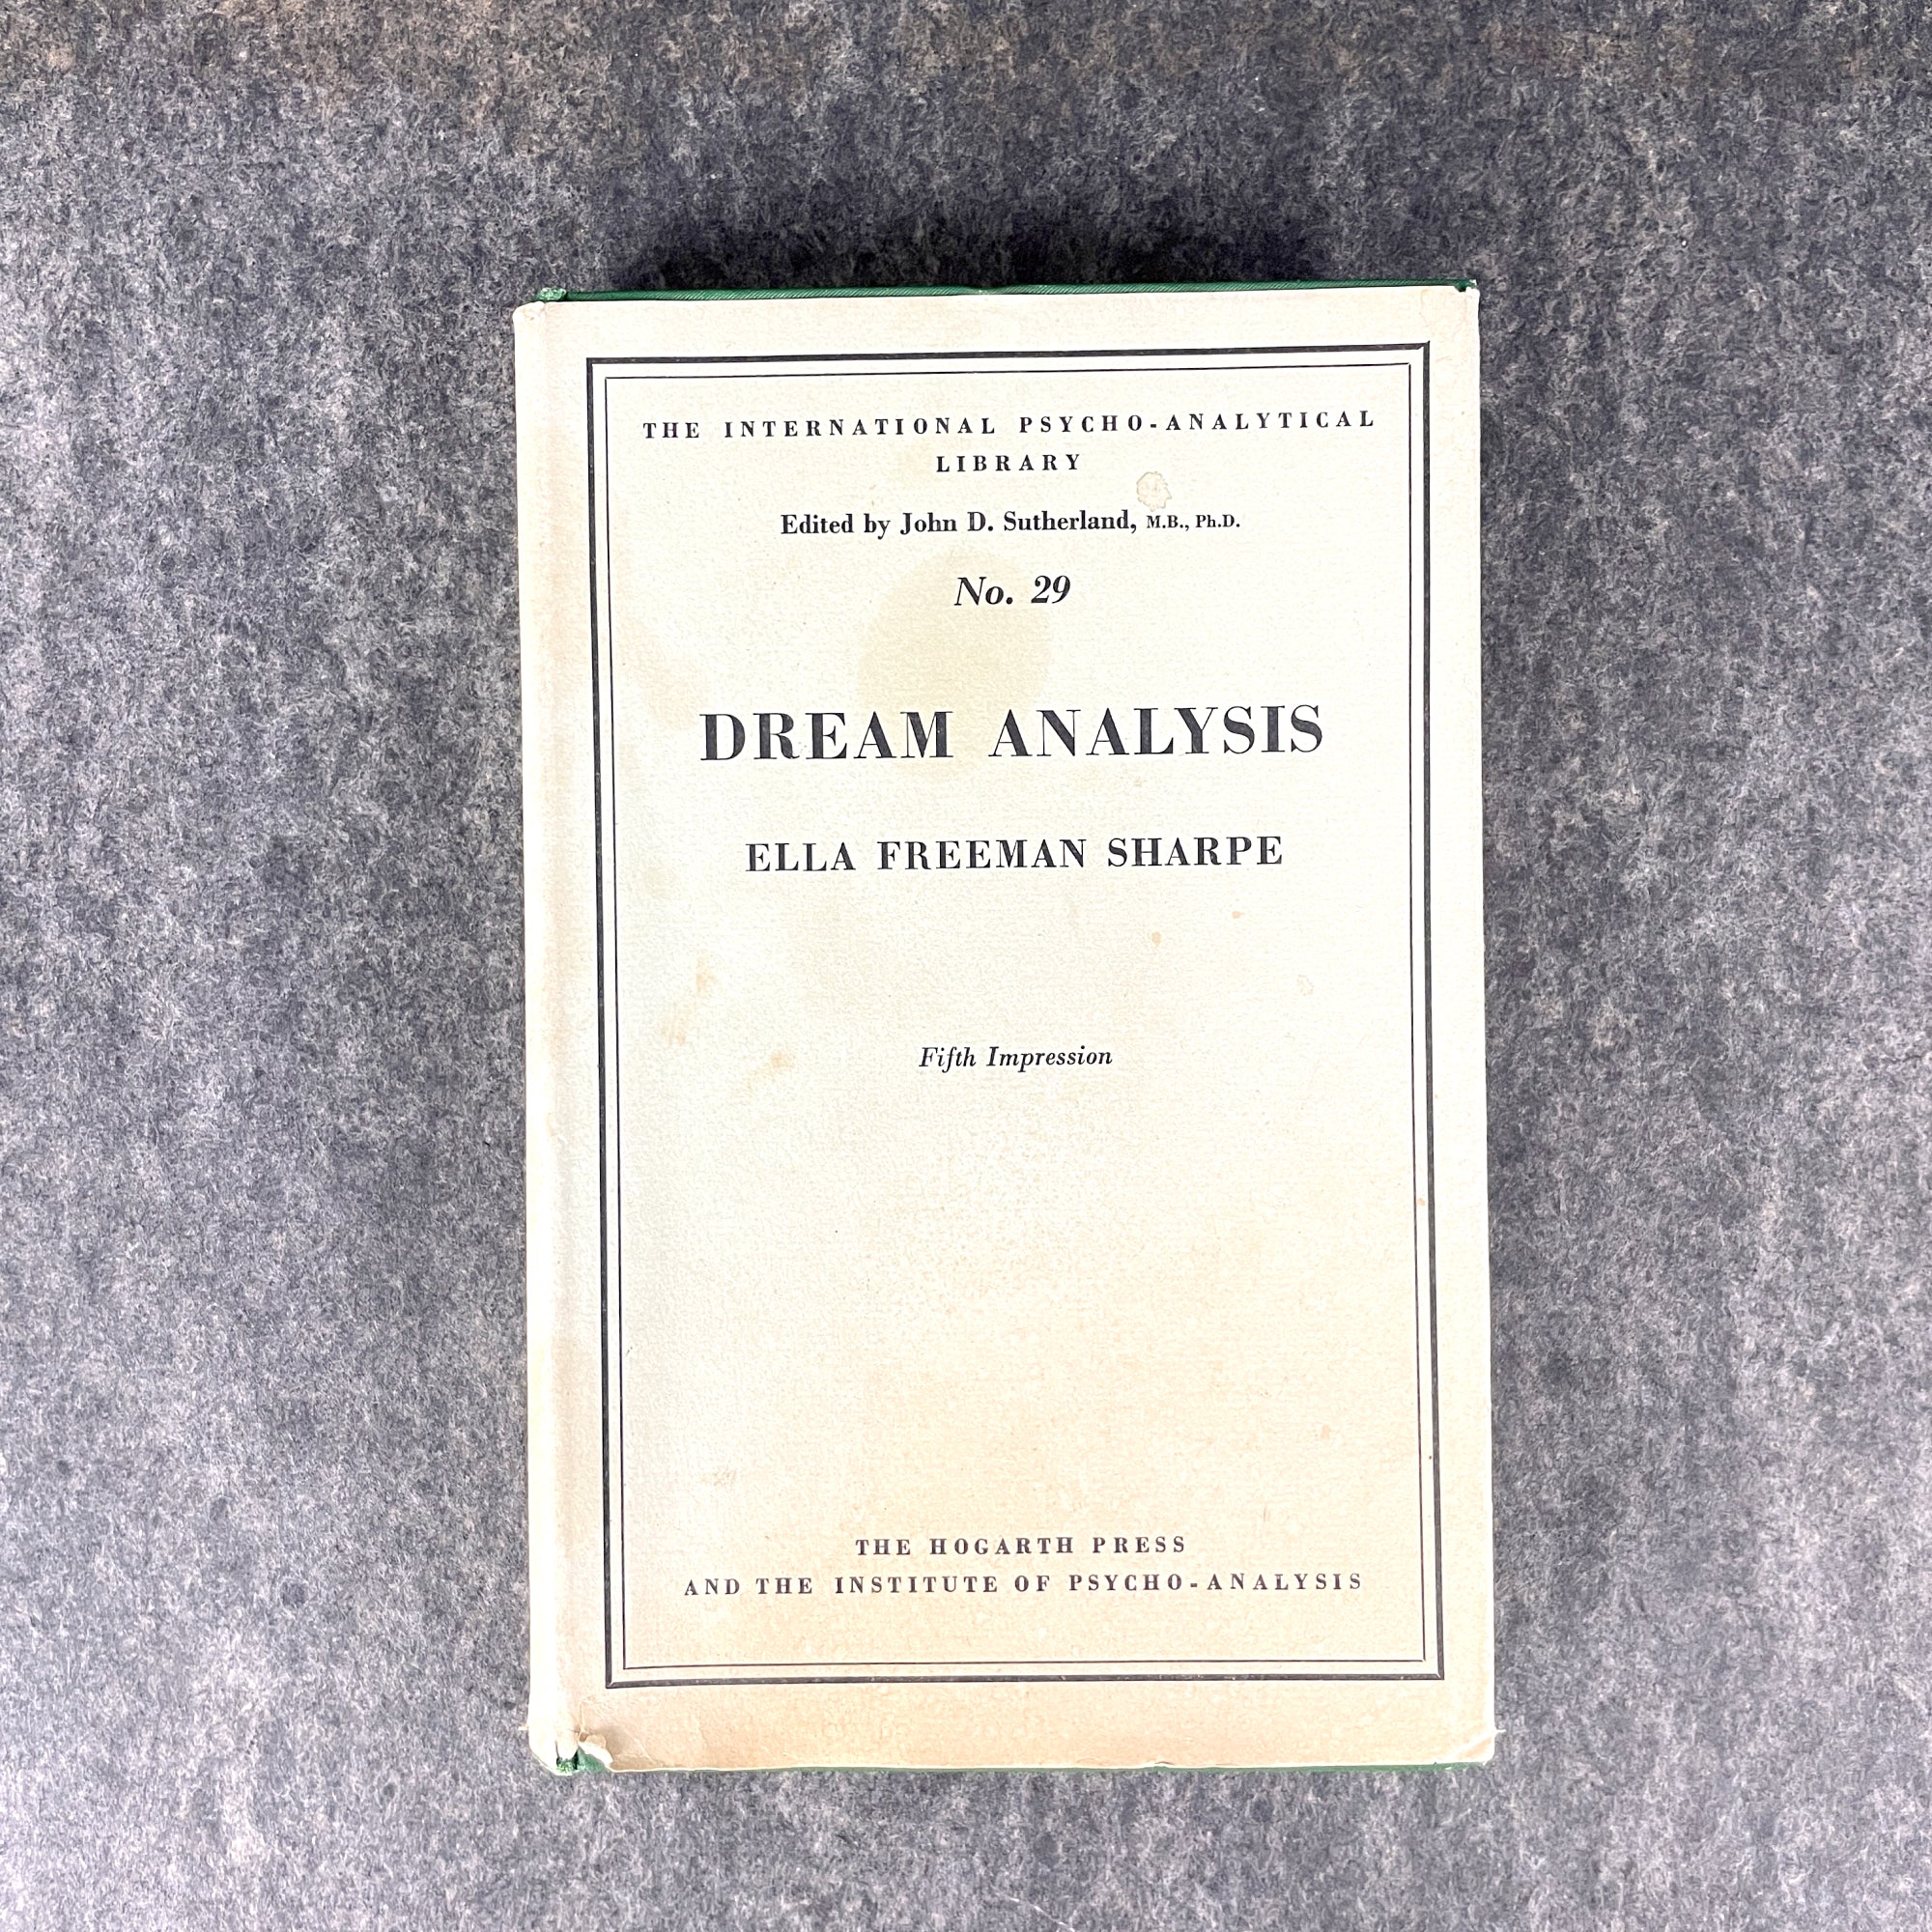 THE INTERNATIONAL PSYCHO-ANALYTICAL
LIBRARY
Edited by John D. Sutherland, M.B., Ph.D.
No. 29
DREAM ANALYSIS
ELLA FREEMAN SHARPE
Fifth Impression
THE HOGARTH PRESS
AND THE INSTITUTE OF PSYCHO-ANALYSIS